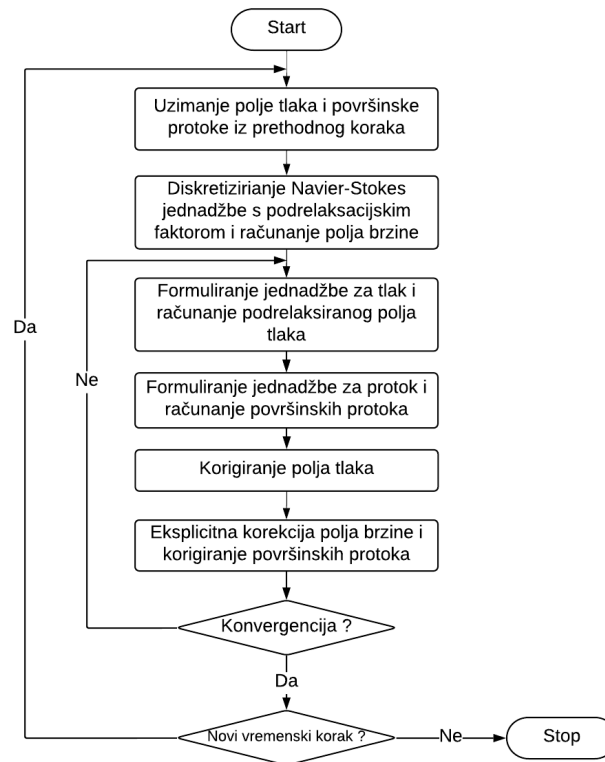 Start
Uzimanje polje tlaka i površinske
protoke iz prethodnog koraka
Diskretizirianje Navier-Stokes
jednadžbe s podrelaksacijskim
faktorom i računanje polja brzine
Formuliranje jednadžbe za tlak i
računanje podrelaksiranog polja
tlaka
Da
Ne
Formuliranje jednadžbe za protok i
računanje površinskih protoka
Korigiranje polja tlaka
Eksplicitna korekcija polja brzine i
korigiranje površinskih protoka
Konvergencija ?
Da
Novi vremenski korak ?
Ne
Stop